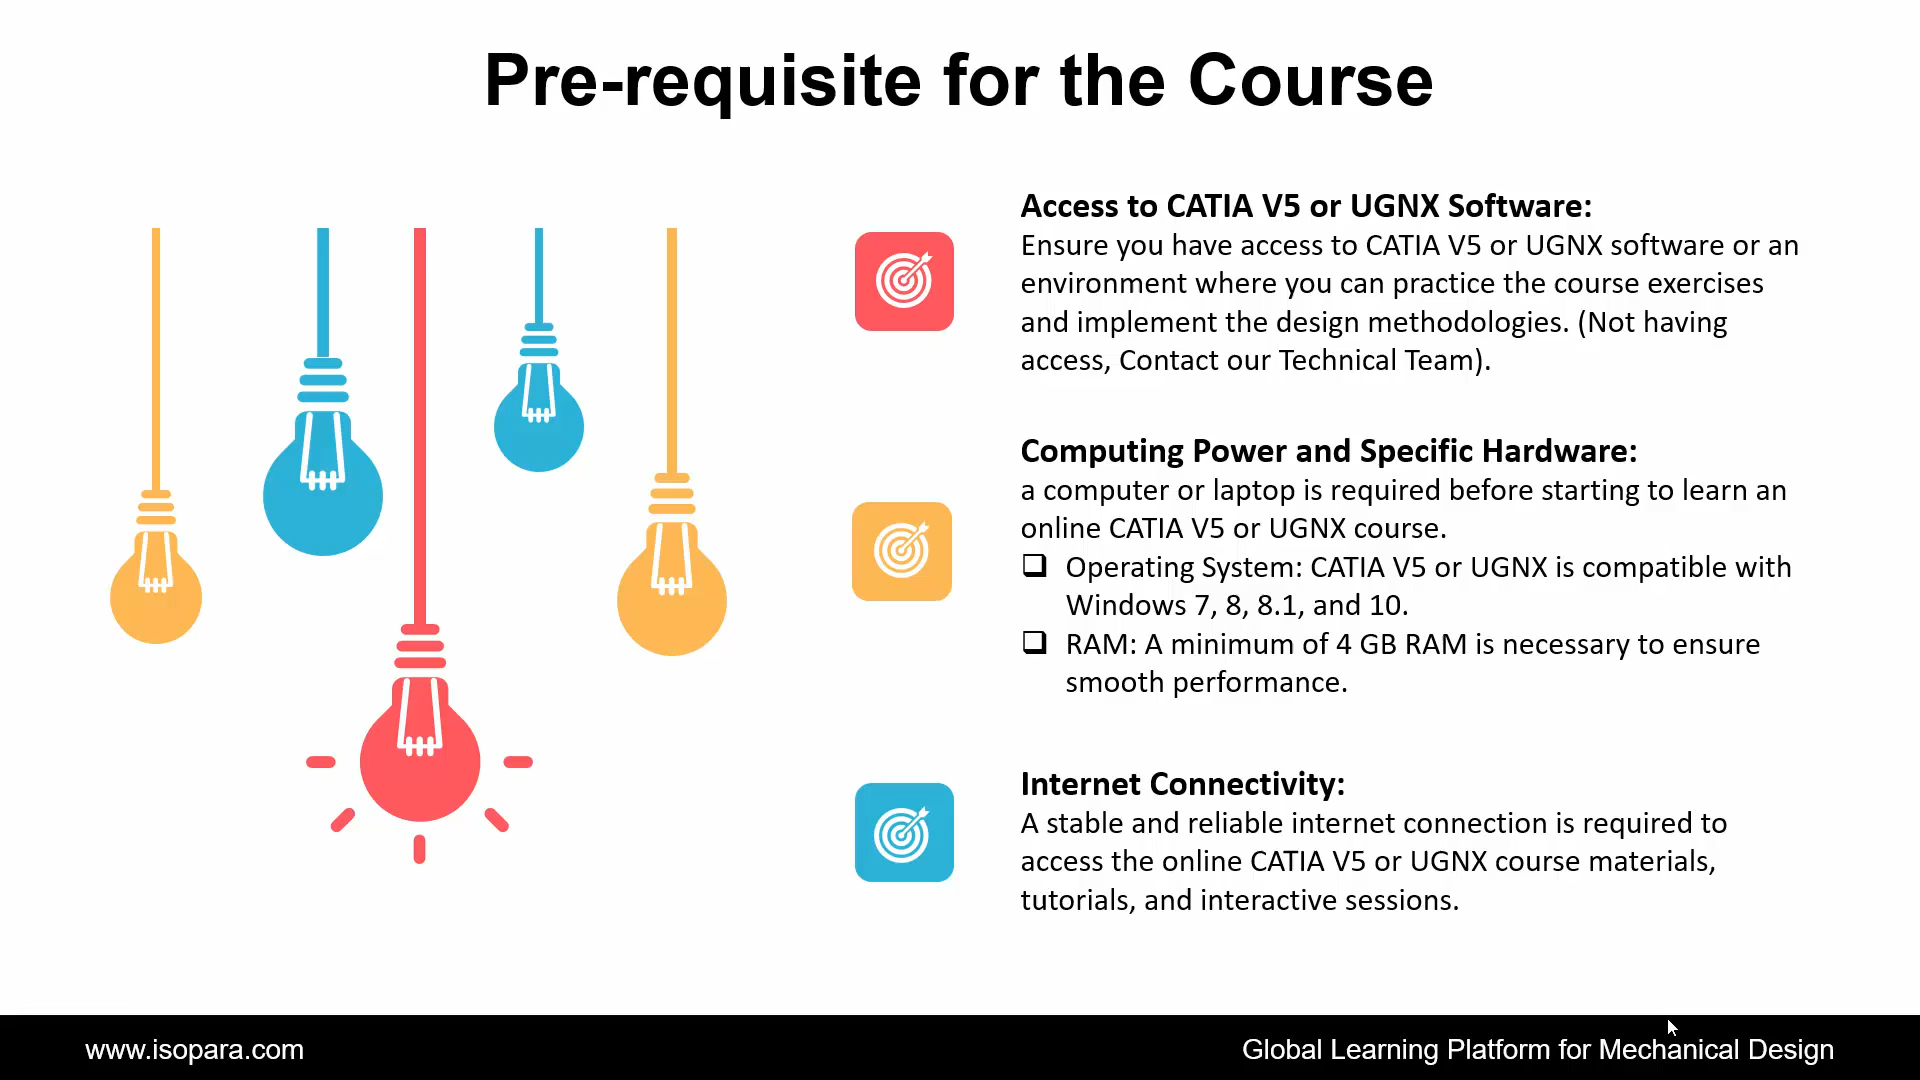 Pre-requisite for the Course
Access to CATIA V5 or UGNX Software:
Ensure you have access to CATIA V5 or UGNX software or an
environment where you can practice the course exercises
and implement the design methodologies. (Not having
access, Contact our Technical Team).
Computing Power and Specific Hardware:
a computer or laptop is required before starting to learn an
online CATIA V5 or UGNX course.
❑ Operating System: CATIA V5 or UGNX is compatible with
Windows 7, 8, 8.1, and 10.
❑ RAM: A minimum of 4 GB RAM is necessary to ensure
smooth performance.
Internet Connectivity:
A stable and reliable internet connection is required to
access the online CATIA V5 or UGNX course materials,
tutorials, and interactive sessions.
www.isopara.com
Global Learning Platform for Mechanical Design